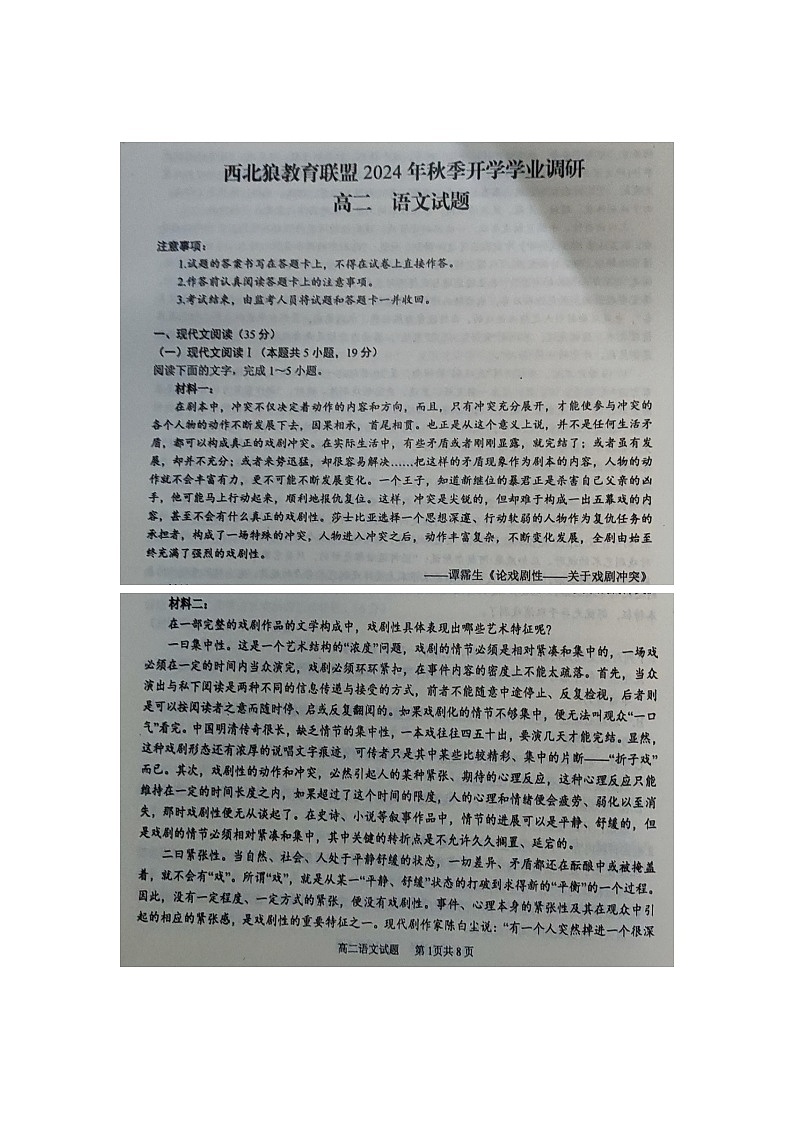 西北狼教育联盟 2024 年秋季开学学业调研
高二 语文试题
注意事项：
1.试题的答案书写在答题卡上，不得在试卷上直接作答。
2.作答前认真阅读答题卡上的注意事项。
3.考试结束，由监考人员将试题和答题卡一并收回。
一、现代文阅读（35 分）
（一）现代文阅读Ⅰ（本题共 5 小题，19 分）
阅读下面的文字，完成 1～5 小题。
材料一：
在剧本中，冲突不仅决定着动作的内容和方向，而且，只有冲突充分展开，才能使参与冲突的
各个人物的动作不断发展下去，因果相承，首尾相贯。也正是从这个意义上说，并不是任何生活矛
盾，都可以构成真正的戏剧冲突。在实际生活中，有些矛盾或者刚刚显露，就完结了；或者虽有发
展，却并不充分；或者来势迅猛，却很容易解决……把这样的矛盾现象作为剧本的内容，人物的动
作就不会丰富有力，更不可能不断发展变化。一个王子，知道新继位的暴君正是杀害自己父亲的凶
手，他可能马上行动起来，顺利地报仇复位。这样，冲突是尖锐的，但却难于构成一出五幕戏的内
容，甚至不会有什么真正的戏剧性。莎士比亚选择一个思想深邃、行动软弱的人物作为复仇任务的
承担者，构成了一场特殊的冲突，人物进入冲突之后，动作丰富复杂，不断变化发展，全剧由始至
终充满了强烈的戏剧性。
——谭霈生《论戏剧性——关于戏剧冲突》
材料二：
在一部完整的戏剧作品的文学构成中，戏剧性具体表现出哪些艺术特征呢？
一曰集中性。这是一个艺术结构的“浓度”问题，戏剧的情节必须是相对紧凑和集中的，一场戏
必须在一定的时间内当众演完，戏剧必须环环紧扣，在事件内容的密度上不能太疏落。首先，当众
演出与私下阅读是两种不同的信息传递与接受的方式，前者不能随意中途停止、反复检视，后者则
是可以按阅读者之意而随时停、启或反复翻阅的。如果戏剧化的情节不够集中，便无法叫观众“一口
气”看完。中国明清传奇很长，缺乏情节的集中性，一本戏往往四五十出，要演几天才能完结。显然，
这种戏剧形态还有浓厚的说唱文字痕迹，可传者只是其中某些比较精彩、集中的片断——“折子戏”
而已。其次，戏剧性的动作和冲突，必然引起人的某种紧张、期待的心理反应，这种心理反应只能
维持在一定的时间长度之内，如果超过了这个时间的限度，人的心理和情绪便会疲劳、弱化以至消
失，那时戏剧性便无从谈起了。在史诗、小说等叙事作品中，情节的进展可以是平静、舒缓的，但
是戏剧的情节必须相对紧凑和集中，其中关键的转折点是不允许久久搁置、延宕的。
二曰紧张性。当自然、社会、人处于平静舒缓的状态，一切差异、矛盾都还在酝酿中或被掩盖
着，就不会有“戏”。所谓“戏”，就是从某一“平静、舒缓”状态的打破到求得新的“平衡”的一个过程。
因此，没有一定程度、一定方式的紧张，便没有戏剧性。事件、心理本身的紧张性及其在观众中引
起的相应的紧张感，是戏剧性的重要特征之一。现代剧作家陈白尘说：“有一个人突然掉进一个很深
高二语文试题 第 1页共 8 页